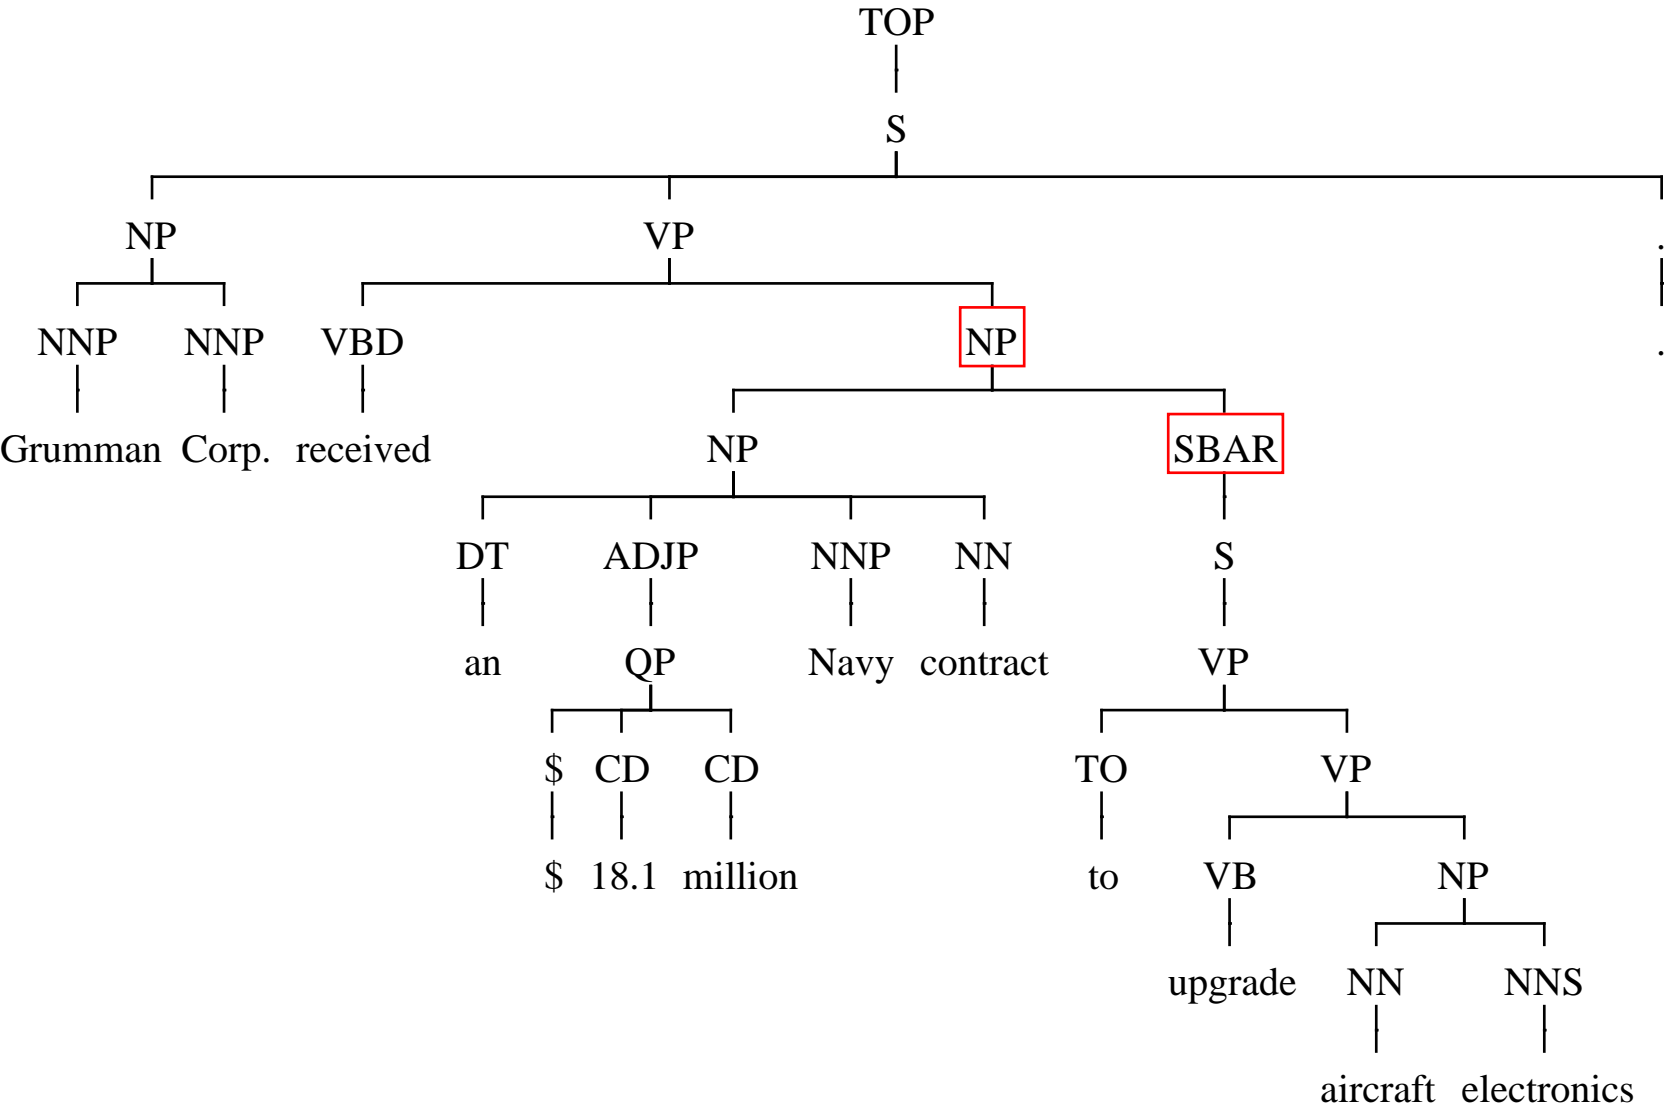 TOP
S
NP VP .
NNP NNP VBD NP .
Grumman Corp. received NP SBAR
DT ADJP NNP NN S
an QP Navy contract VP
$ CD CD TO VP
$ 18.1 million to VB NP
upgrade NN NNS
aircraft electronics